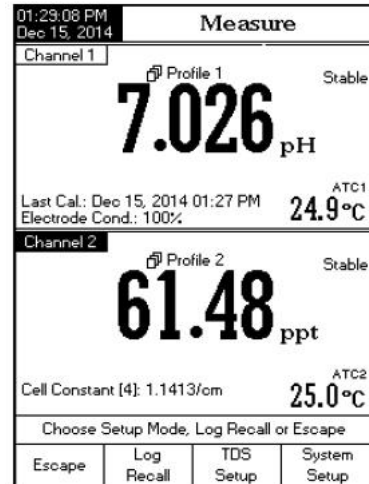 01:29:08 PM
Dec 15, 2014
Measure
Channel 1
Profile 1
Stable
7.026 pH
ATC1
Last Cal.: Dec 15, 2014 01:27 PM
Electrode Cond.: 100%
24.9°C
Channel 2
Profile 2
Stable
61.48 ppt
ATC2
Cell Constant [4]: 1.1413/cm
25.0°C
Choose Setup Mode, Log Recall or Escape
Escape
Log Recall
TDS Setup
System Setup